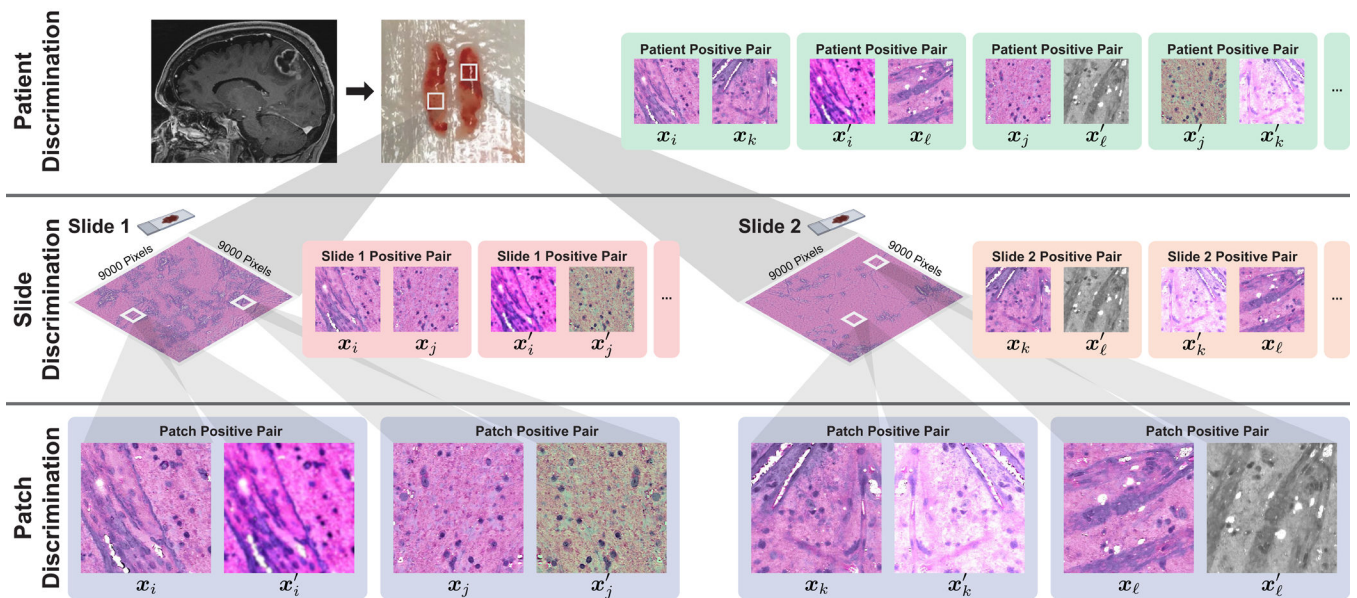 Patient
Discrimination
Patient Positive Pair
x_i x_k
Patient Positive Pair
x'_i x_ℓ
Patient Positive Pair
x_j x'_ℓ
Patient Positive Pair
x'_j x'_k
...
Slide
Discrimination
Slide 1
9000 Pixels
9000 Pixels
Slide 1 Positive Pair
x_i x_j
Slide 1 Positive Pair
x'_i x'_j
...
Slide 2
9000 Pixels
9000 Pixels
Slide 2 Positive Pair
x_k x'_ℓ
Slide 2 Positive Pair
x'_k x_ℓ
...
Patch
Discrimination
Patch Positive Pair
x_i x'_i
Patch Positive Pair
x_j x'_j
Patch Positive Pair
x_k x'_k
Patch Positive Pair
x_ℓ x'_ℓ